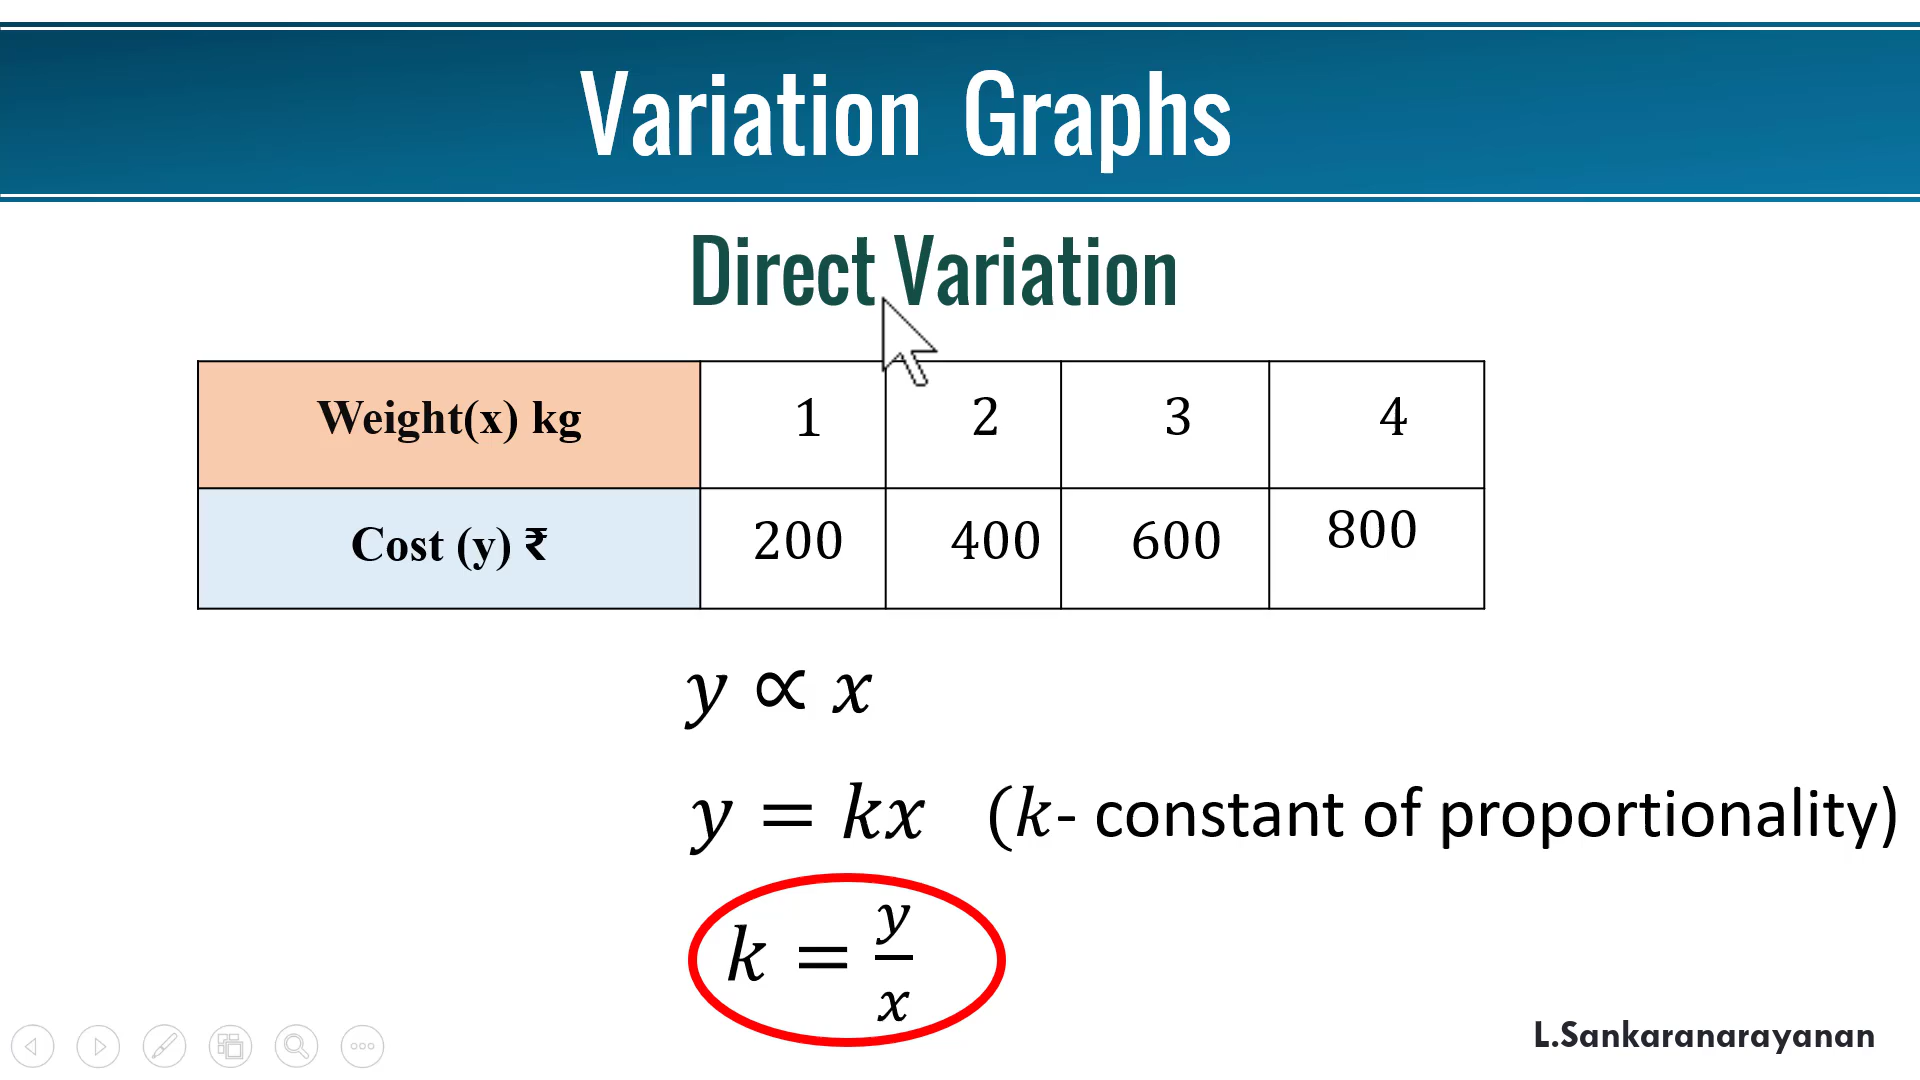 Variation Graphs
Direct Variation
Weight(x) kg 1 2 3 4
Cost (y) ₹ 200 400 600 800
y ∝ x
y = kx (k- constant of proportionality)
k = y/x
L.Sankaranarayanan